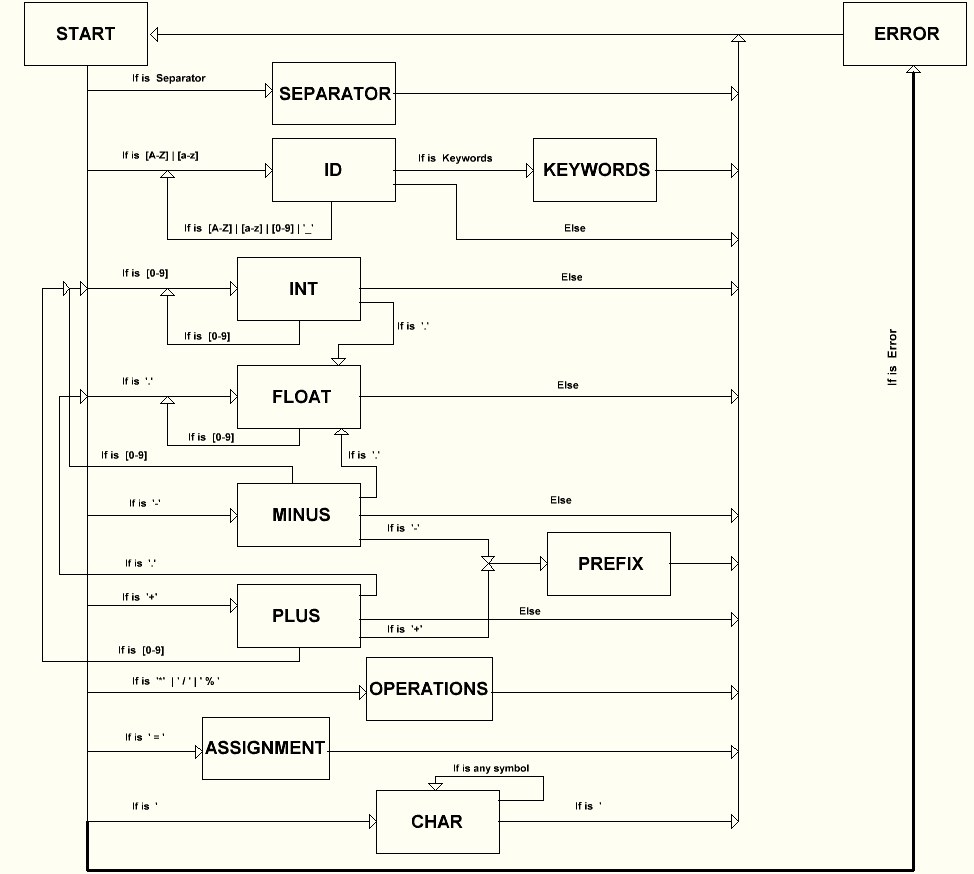 START
ERROR
If is Separator
SEPARATOR
If is [A-Z] | [a-z]
ID
If is Keywords
KEYWORDS
If is [A-Z] | [a-z] | [0-9] | '_'
Else
If is [0-9]
INT
Else
If is '.'
If is [0-9]
If is Error
If is '.'
FLOAT
Else
If is [0-9]
If is [0-9]
If is '.'
If is '-'
MINUS
Else
If is '-'
If is '.'
PREFIX
If is '+'
PLUS
Else
If is '+'
If is [0-9]
If is '*' | ' / ' | ' % '
OPERATIONS
If is ' = '
ASSIGNMENT
If is any symbol
If is '
CHAR
If is '